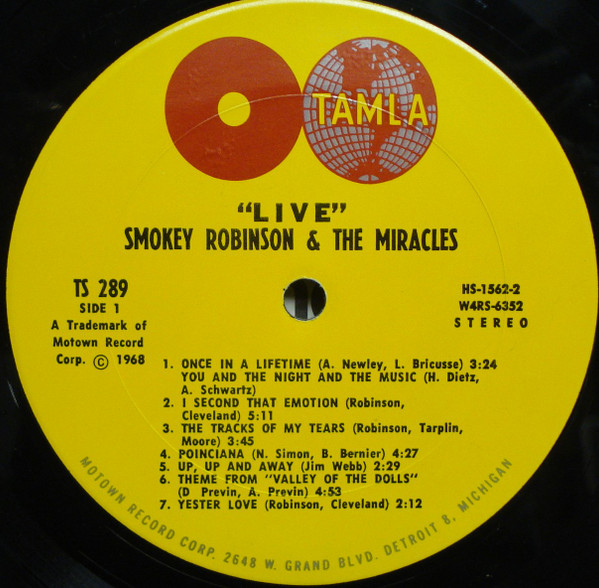 TAMLA
"LIVE"
SMOKEY ROBINSON & THE MIRACLES
TS 289
SIDE 1
A Trademark of
Motown Record
Corp. © 1968
HS-1562-2
W4RS-6352
STEREO
1. ONCE IN A LIFETIME (A. Newley, L. Bricusse) 3:24
YOU AND THE NIGHT AND THE MUSIC (H. Dietz,
A. Schwartz)
2. I SECOND THAT EMOTION (Robinson,
Cleveland) 5:11
3. THE TRACKS OF MY TEARS (Robinson, Tarplin,
Moore) 3:45
4. POINCIANA (N. Simon, B. Bernier) 4:27
5. UP, UP AND AWAY (Jim Webb) 2:29
6. THEME FROM "VALLEY OF THE DOLLS"
(D Previn, A. Previn) 4:53
7. YESTER LOVE (Robinson, Cleveland) 2:12
MOTOWN RECORD CORP. 2648 W. GRAND BLVD. DETROIT 8, MICHIGAN